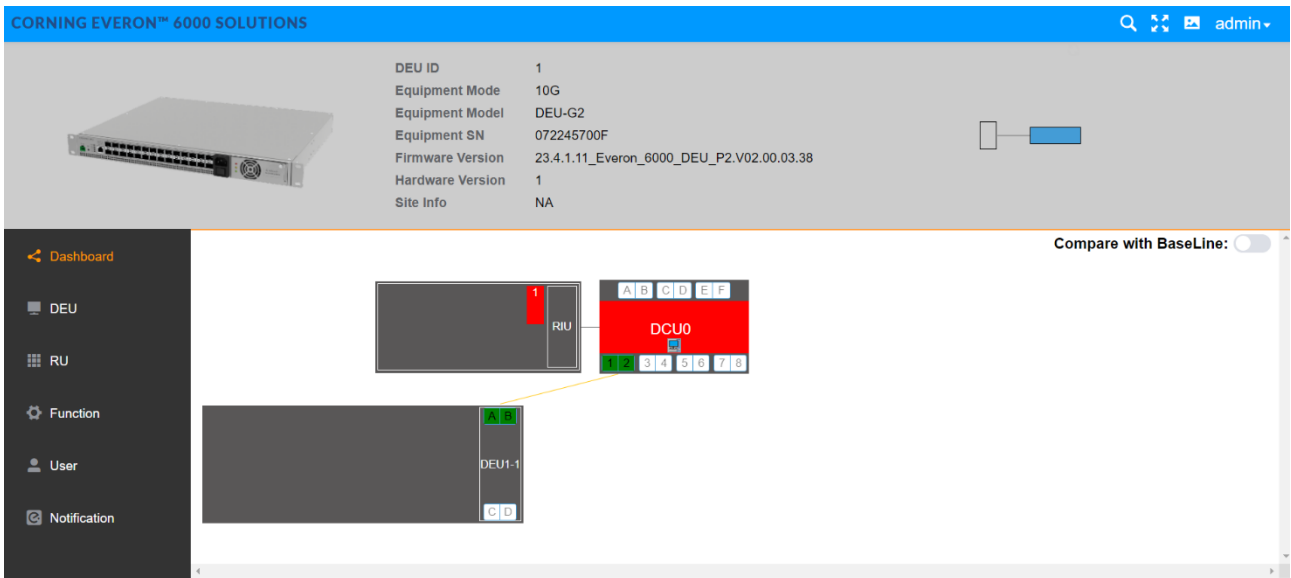 CORNING EVERON™ 6000 SOLUTIONS
admin
DEU ID 1
Equipment Mode 10G
Equipment Model DEU-G2
Equipment SN 072245700F
Firmware Version 23.4.1.11_Everon_6000_DEU_P2.V02.00.03.38
Hardware Version 1
Site Info NA
Dashboard
DEU
RU
Function
User
Notification
Compare with BaseLine:
1
RIU
A B C D E F
DCU0
1 2 3 4 5 6 7 8
A B
DEU1-1
C D